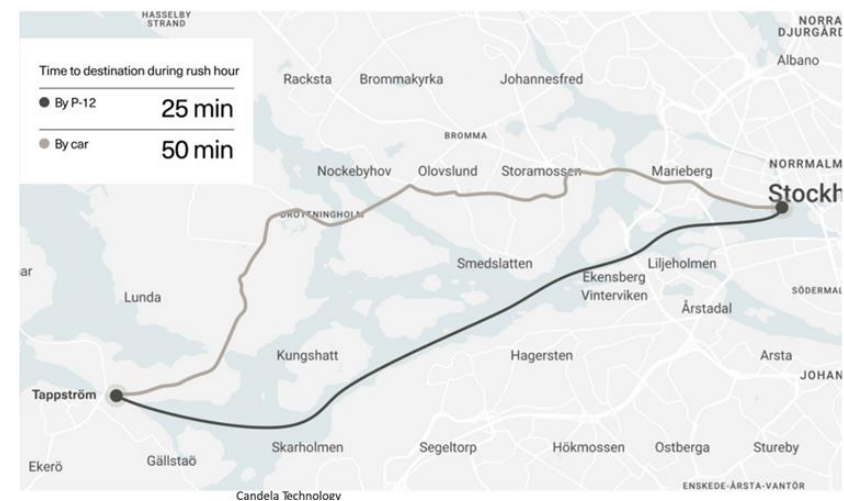 HASSELBY
STRAND
NORRA
DJURGÅRD
Albano
Time to destination during rush hour
By P-12 25 min
By car 50 min
Racksta Brommakyrka Johannesfred
BROMMA
Nockebyhov Olovslund Storamossen Marieberg
NORRMALM
Stockh
DROTTNINGHOLM
ar
Lunda
Smedslatten
Ekensberg
Liljeholmen
Vinterviken
Årstadal
SÖDERMAL
Kungshatt Hagersten Arsta
JOHAN
Tappström
Skarholmen Segeltorp Hökmossen Ostberga Stureby
Ekerö
Gällstaö
ENSKEDE-ÅRSTA-VANTÖR
Candela Technology